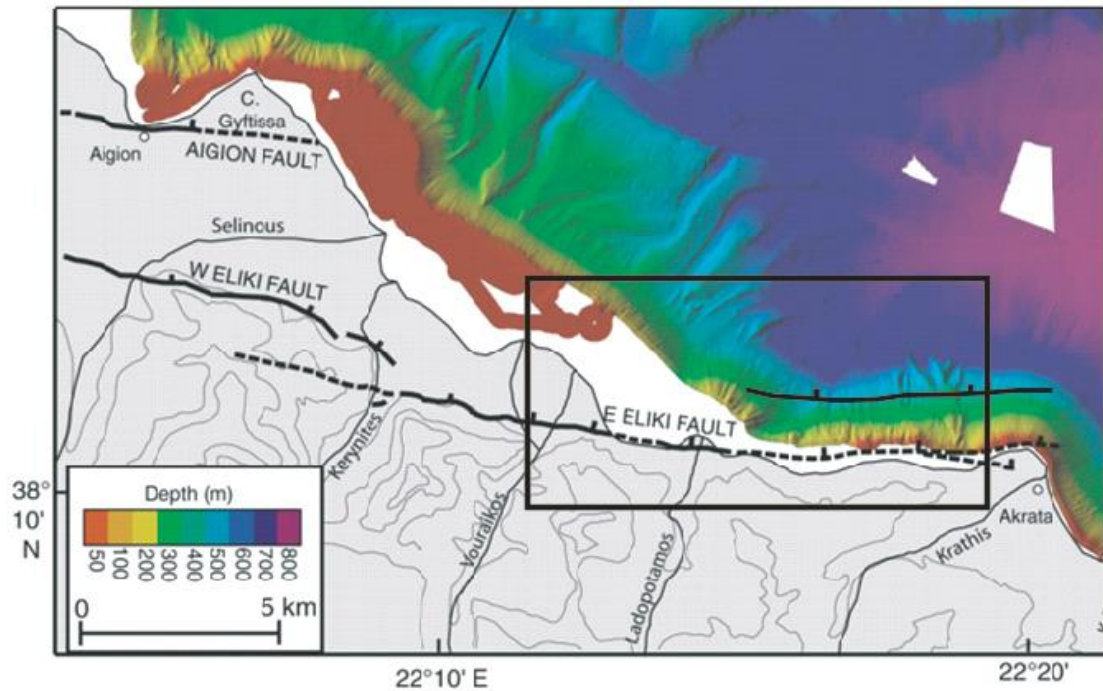 C.
Gyftissa
Aigion
AIGION FAULT
Selinous
W ELIKI FAULT
E ELIKI FAULT
Kerynites
Vouraikos
Ladopotamos
Akrata
Krathis
38°
10'
N
Depth (m)
50
100
200
300
400
500
600
700
800
0
5 km
22°10' E
22°20'